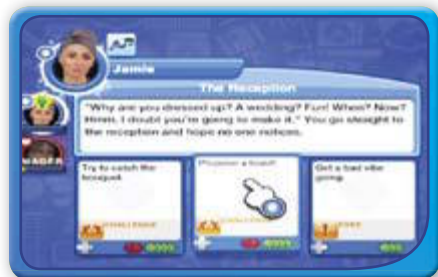 Jamie
The Reception
"Why are you dressed up? A wedding? Fun! When? Now?
Hmm. I doubt you're going to make it." You go straight to
the reception and hope no one notices.
Try to catch the
bouquet.
Propose a toast!
Get a bad vibe
going.
CHALLENGE
CHALLENGE